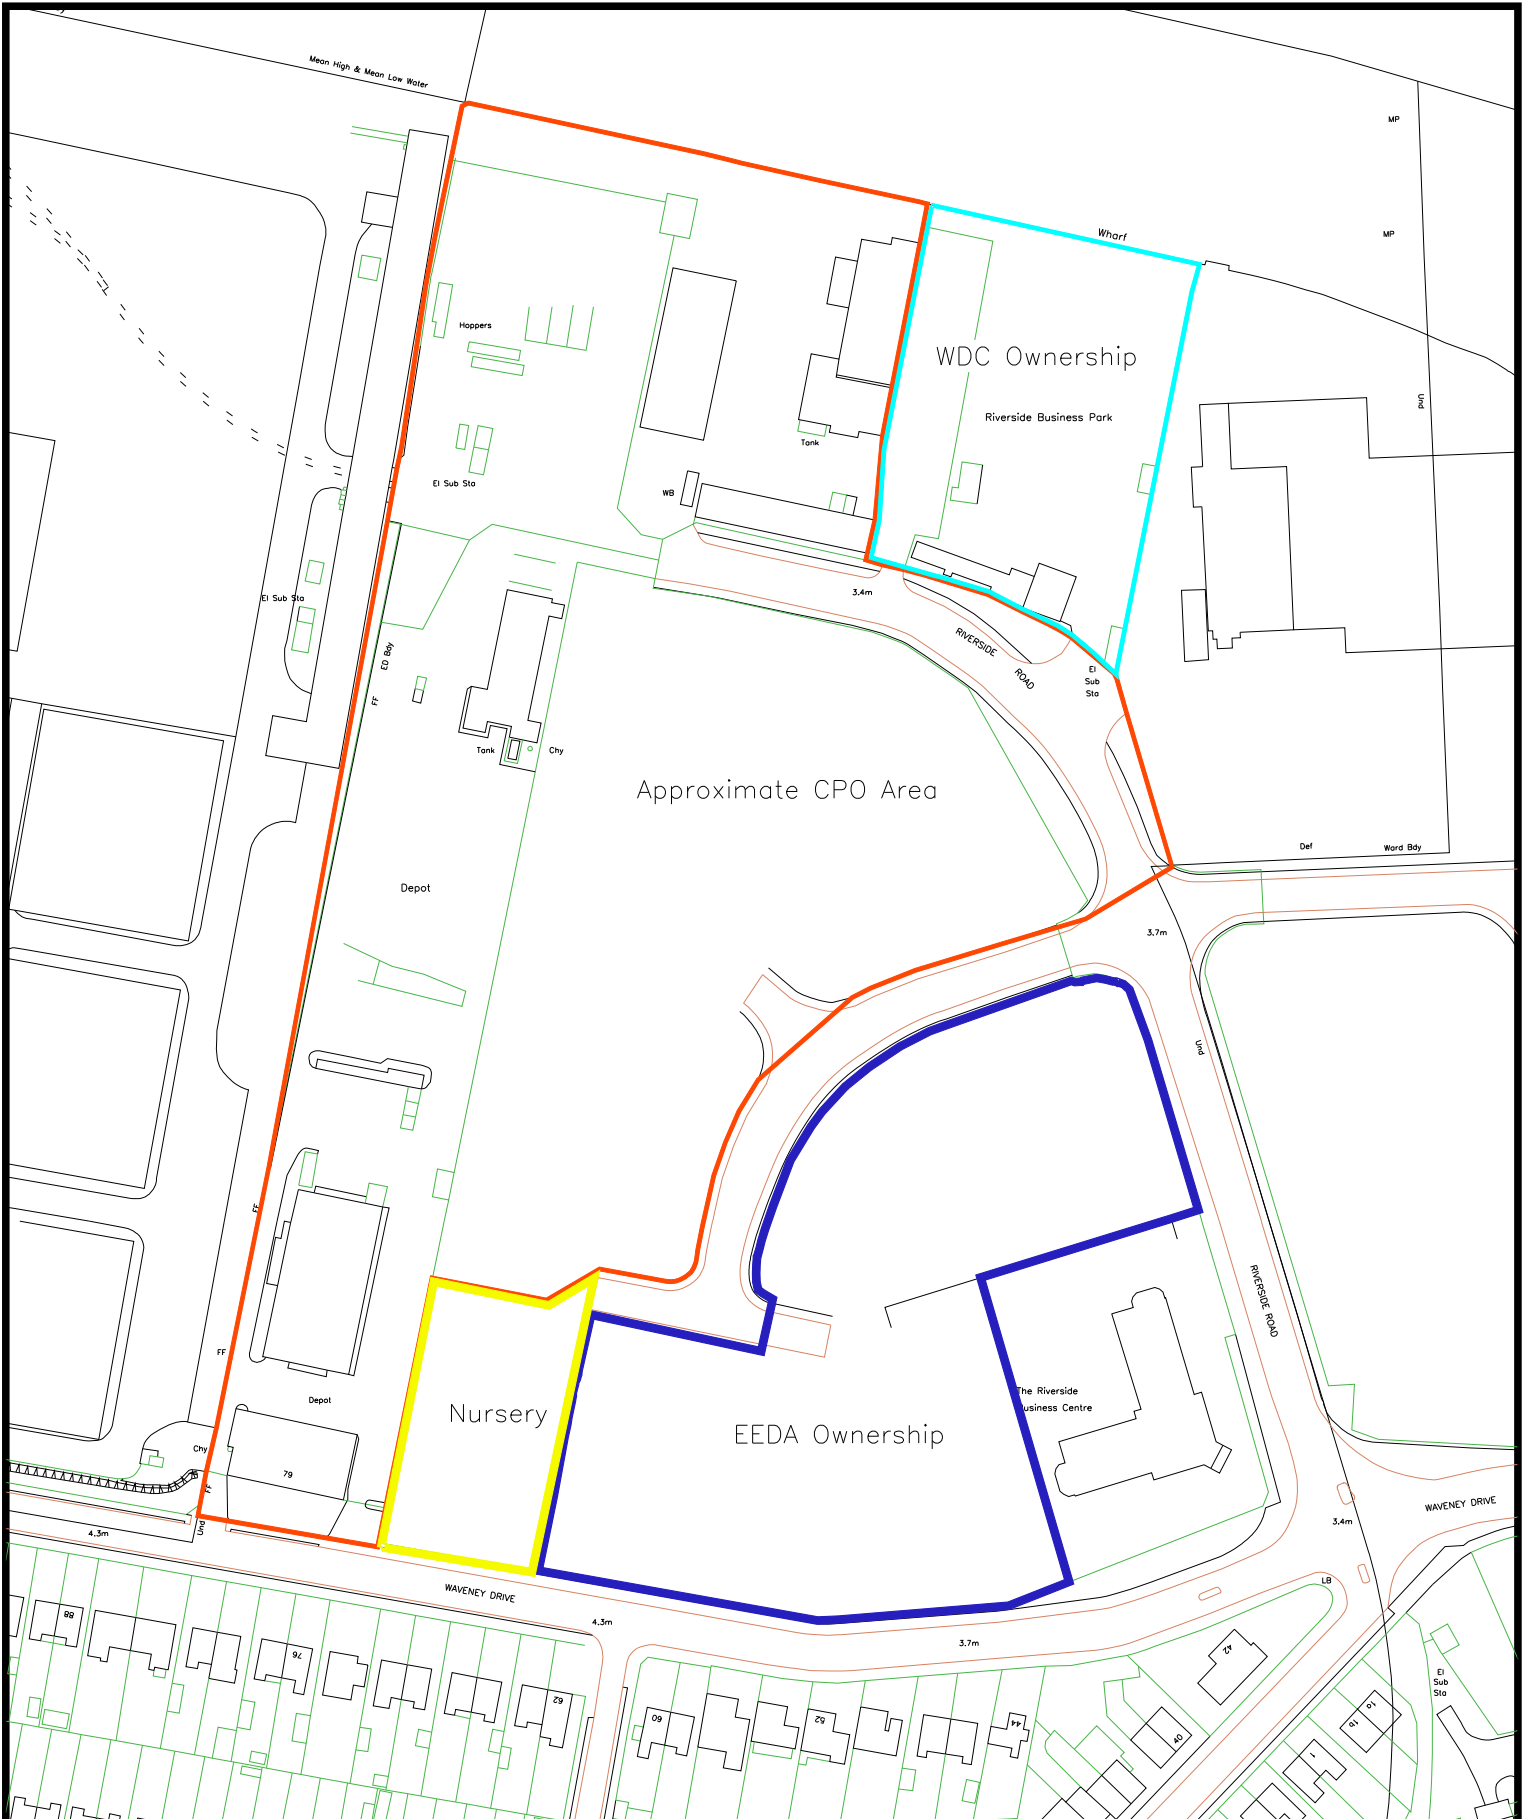 Mean High & Mean Low Water
MP
MP
Wharf
WDC Ownership
Hoppers
Riverside Business Park
Und
Tank
El Sub Sta
WB
El Sub Sta
3.4m
RIVERSIDE
ROAD
ED Bdy
FF
El
Sub
Sta
Tank
Chy
Approximate CPO Area
Def
Ward Bdy
Depot
3.7m
Und
FF
RIVERSIDE ROAD
FF
The Riverside
usiness Centre
Depot
Nursery
EEDA Ownership
Chy
79
FF
Und
4.3m
WAVENEY DRIVE
3.4m
WAVENEY DRIVE
LB
4.3m
3.7m
88
76
62
60
52
44
42
40
El
Sub
Sta
1a
1b
1